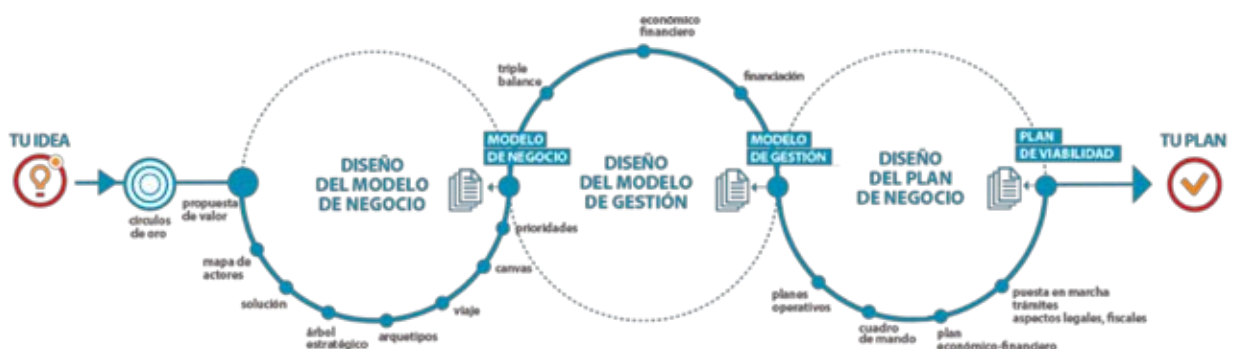 TU IDEA
círculos
de oro
propuesta
de valor
mapa de
actores
solución
árbol
estratégico
arquetipos
viaje
canvas
prioridades
DISEÑO
DEL MODELO
DE NEGOCIO
MODELO
DE NEGOCIO
triple
balance
económico
financiero
financiación
DISEÑO
DEL MODELO
DE GESTIÓN
MODELO
DE GESTIÓN
planes
operativos
cuadro
de mando
plan
económico-financiero
puesta en marcha
trámites
aspectos legales, fiscales
DISEÑO
DEL PLAN
DE NEGOCIO
PLAN
DE VIABILIDAD
TU PLAN